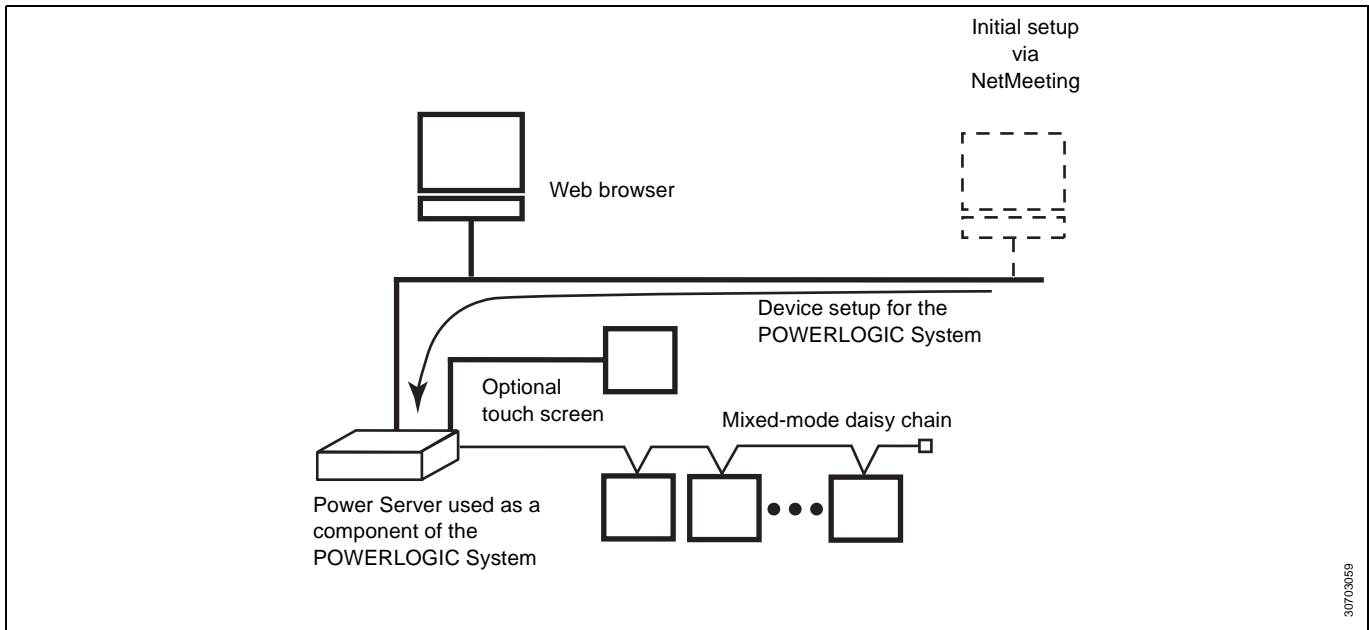 Initial setup
via
NetMeeting
Web browser
Device setup for the
POWERLOGIC System
Optional
touch screen
Mixed-mode daisy chain
Power Server used as a
component of the
POWERLOGIC System
30703059